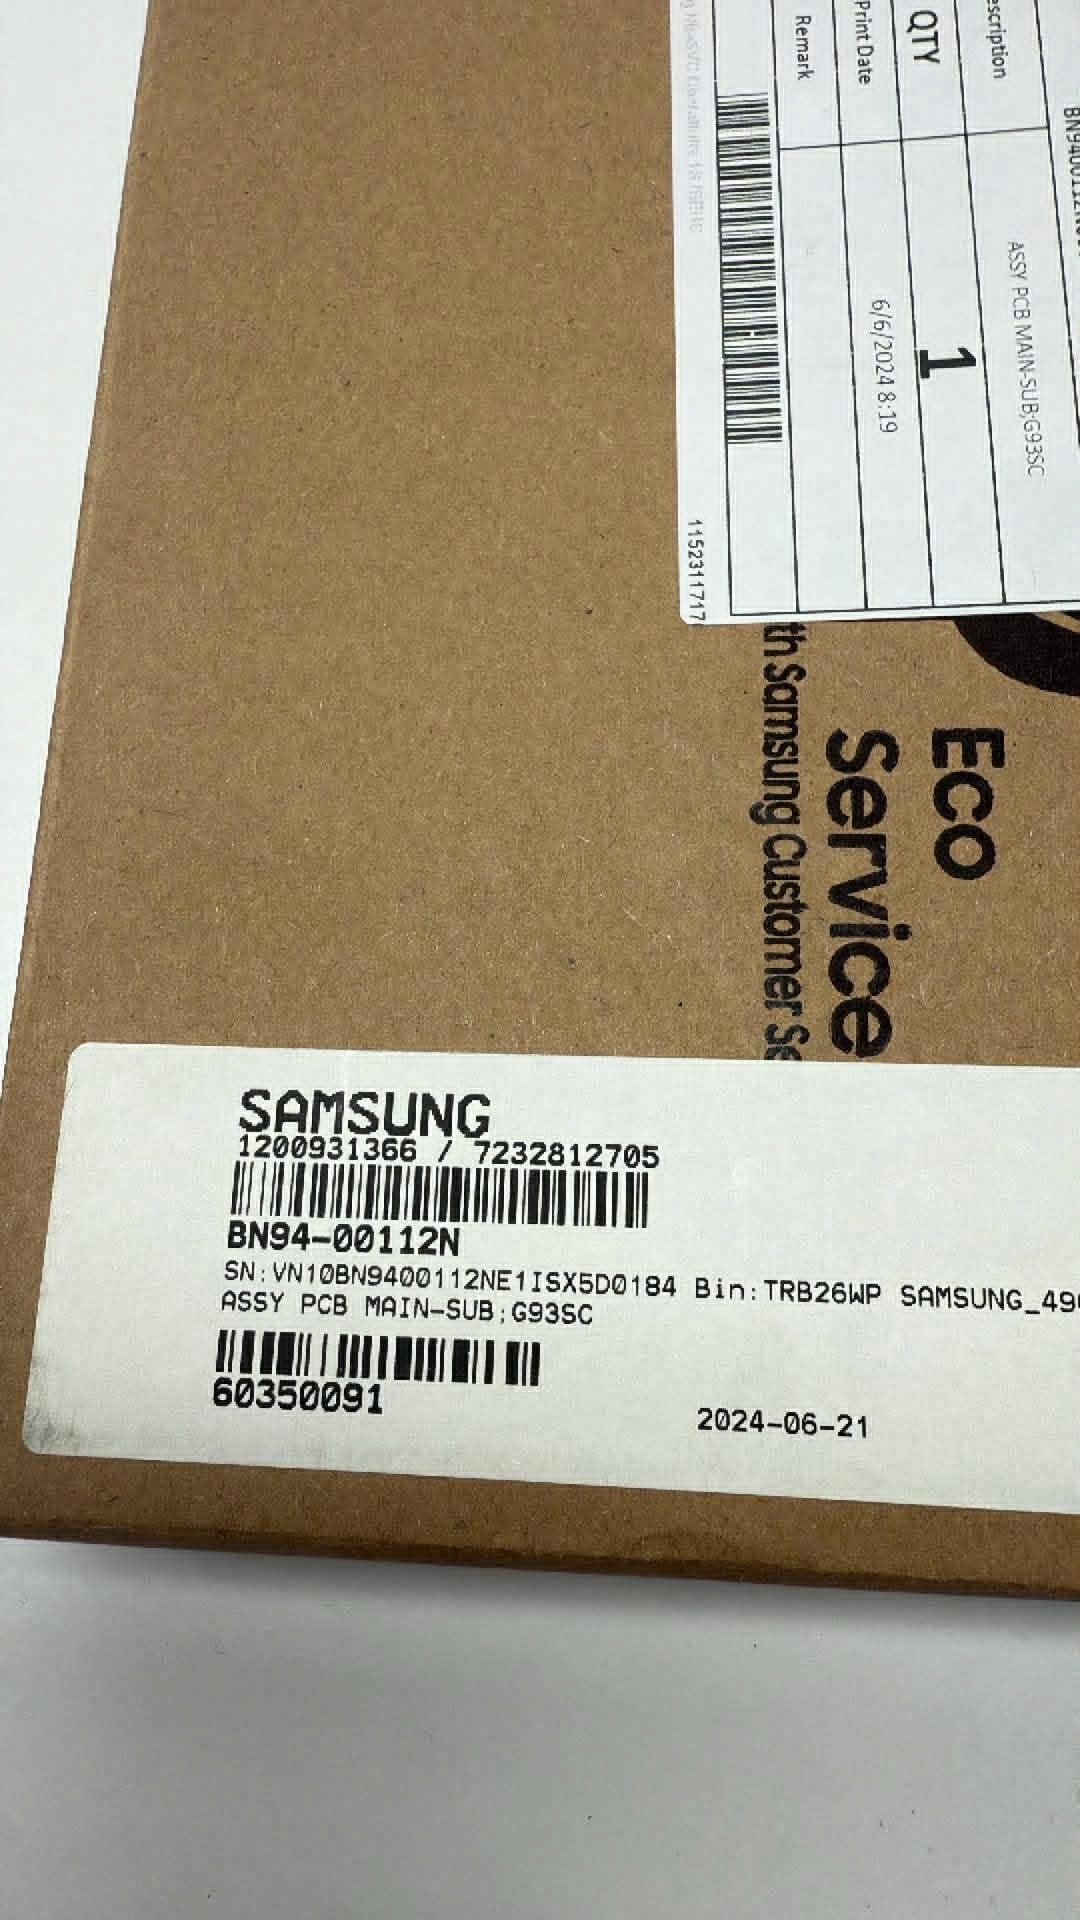 escription
ASSY PCB MAIN-SUB;G93SC
QTY
1
Print Date
6/6/2024 8:19
Remark
1152311717
Eco
Service
th Samsung Customer
SAMSUNG
1200931366 / 7232812705
BN94-00112N
SN:VN10BN9400112NE1ISX5D0184 Bin:TRB26WP SAMSUNG_49
ASSY PCB MAIN-SUB;G93SC
60350091
2024-06-21